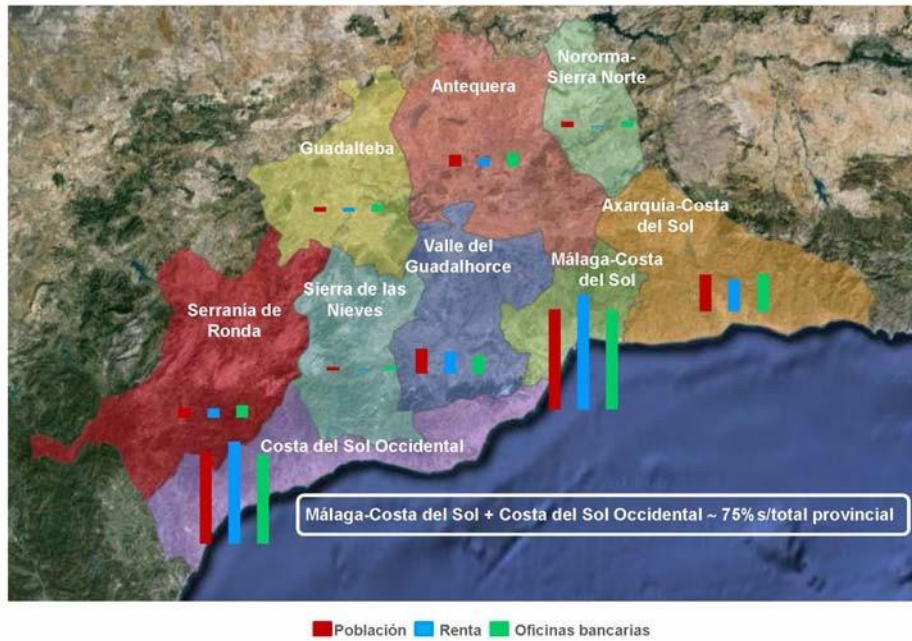 Nororma-
Sierra Norte
Antequera
Guadalteba
Axarquía-Costa
del Sol
Valle del
Guadalhorce
Málaga-Costa
del Sol
Sierra de las
Nieves
Serranía de
Ronda
Costa del Sol Occidental
Málaga-Costa del Sol + Costa del Sol Occidental ~ 75% s/total provincial
Población Renta Oficinas bancarias